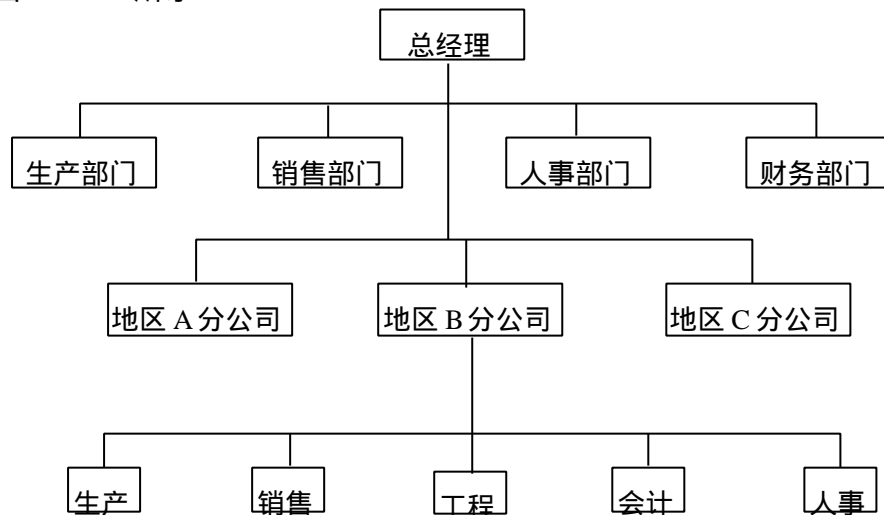 总经理
生产部门 销售部门 人事部门 财务部门
地区 A 分公司 地区 B 分公司 地区 C 分公司
生产 销售 工程 会计 人事